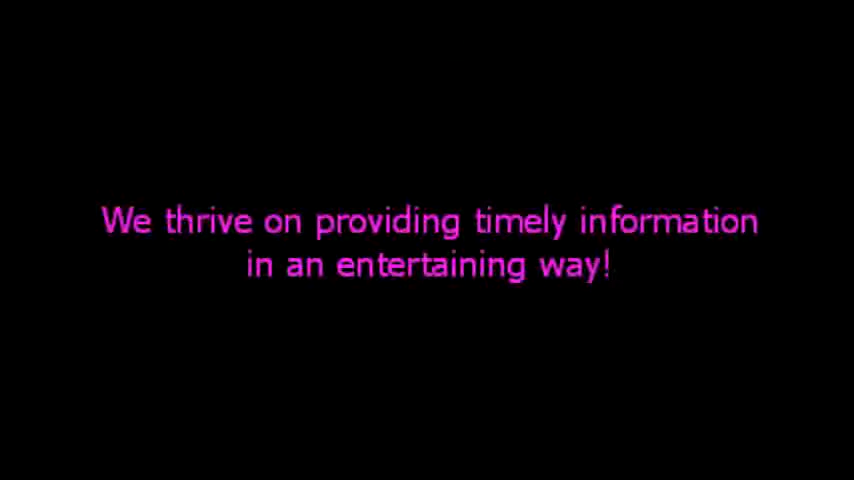 We thrive on providing timely information
in an entertaining way!